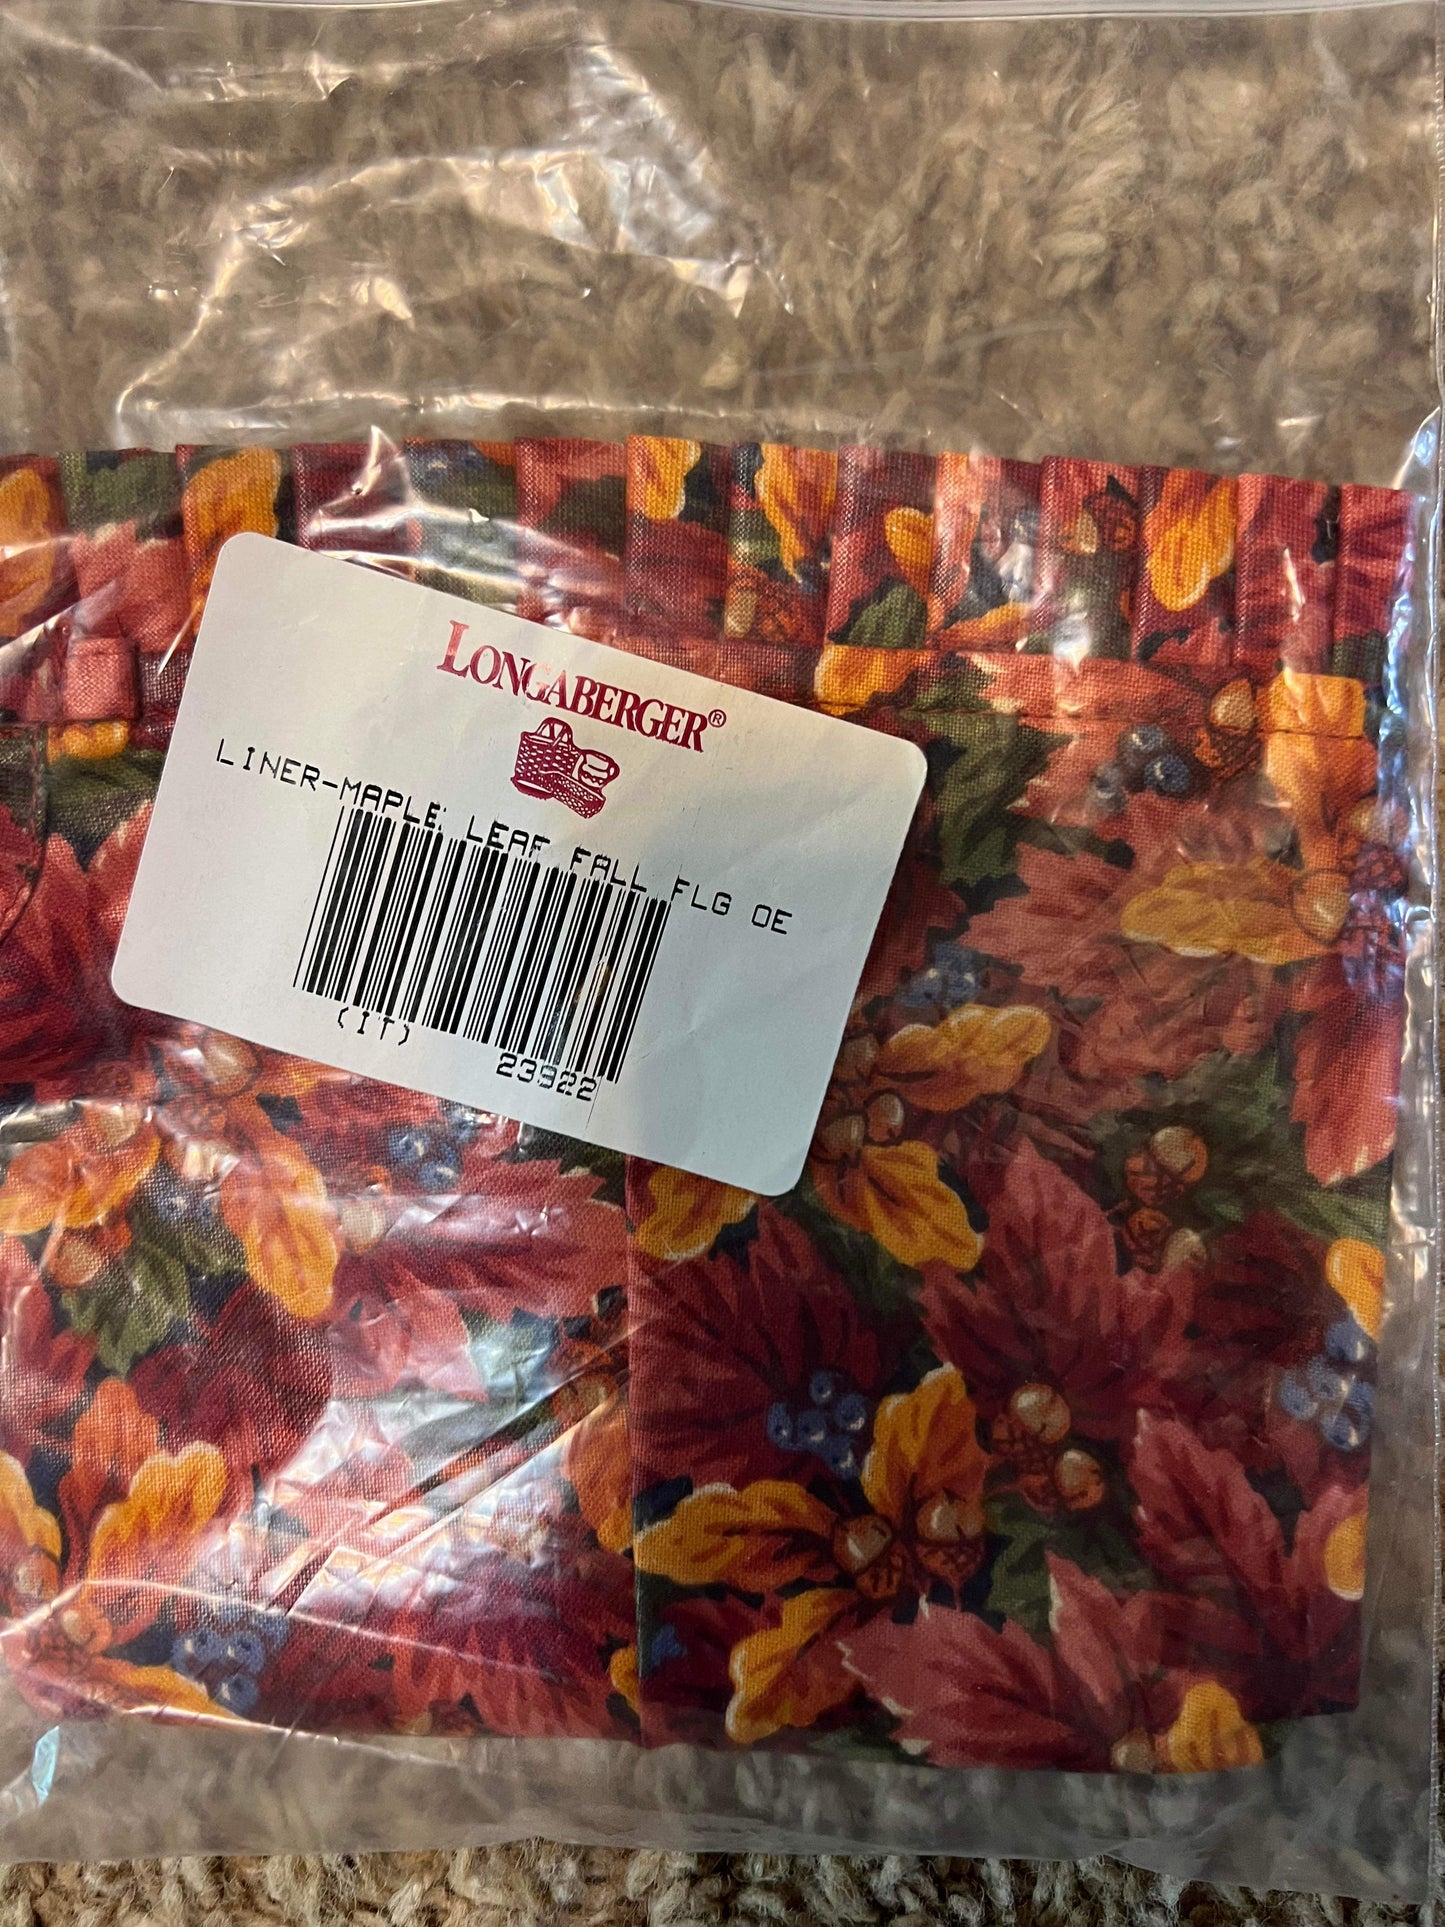 LONGABERGER®
LINER-MAPLE LEAF FALL FLG OE
(IT)
23922